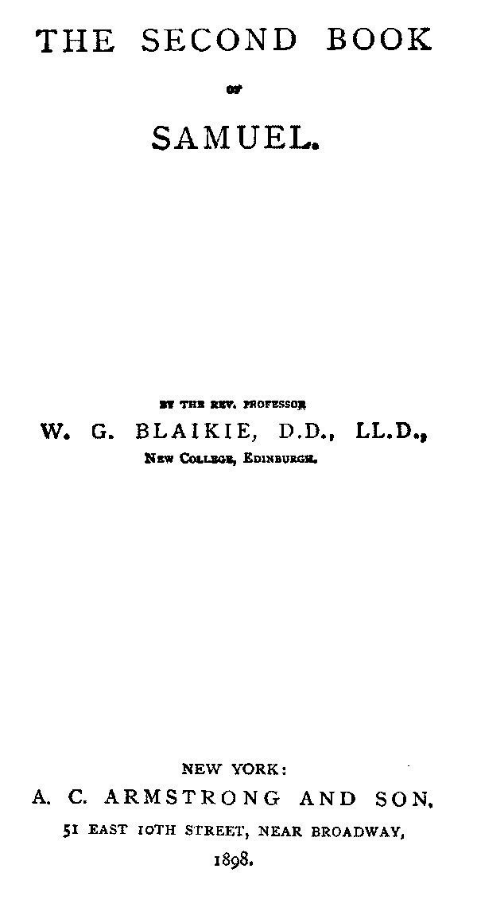 THE SECOND BOOK
OF
SAMUEL.
BY THE REV. PROFESSOR
W. G. BLAIKIE, D.D., LL.D.,
NEW COLLEGE, EDINBURGH.
NEW YORK:
A. C. ARMSTRONG AND SON,
51 EAST 10TH STREET, NEAR BROADWAY,
1898.